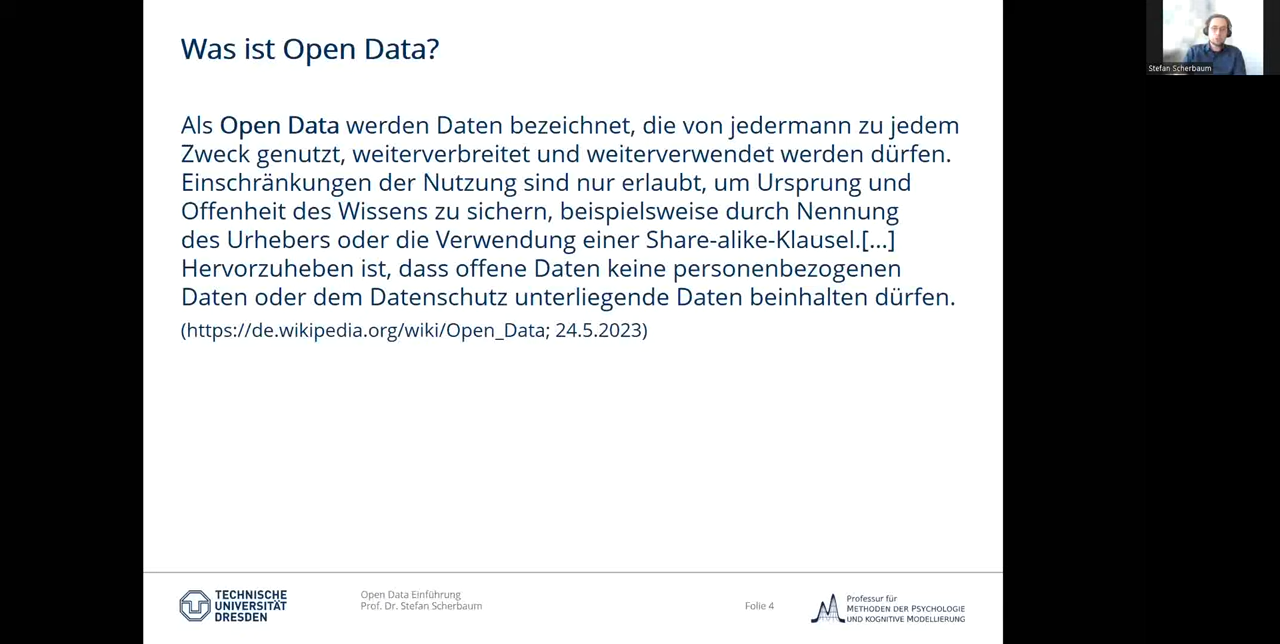 Was ist Open Data?
Als Open Data werden Daten bezeichnet, die von jedermann zu jedem
Zweck genutzt, weiterverbreitet und weiterverwendet werden dürfen.
Einschränkungen der Nutzung sind nur erlaubt, um Ursprung und
Offenheit des Wissens zu sichern, beispielsweise durch Nennung
des Urhebers oder die Verwendung einer Share-alike-Klausel.[...]
Hervorzuheben ist, dass offene Daten keine personenbezogenen
Daten oder dem Datenschutz unterliegende Daten beinhalten dürfen.
(https://de.wikipedia.org/wiki/Open_Data; 24.5.2023)
Stefan Scherbaum
TECHNISCHE
UNIVERSITÄT
DRESDEN
Open Data Einführung
Prof. Dr. Stefan Scherbaum
Folie 4
Professur für
METHODEN DER PSYCHOLOGIE
UND KOGNITIVE MODELLIERUNG